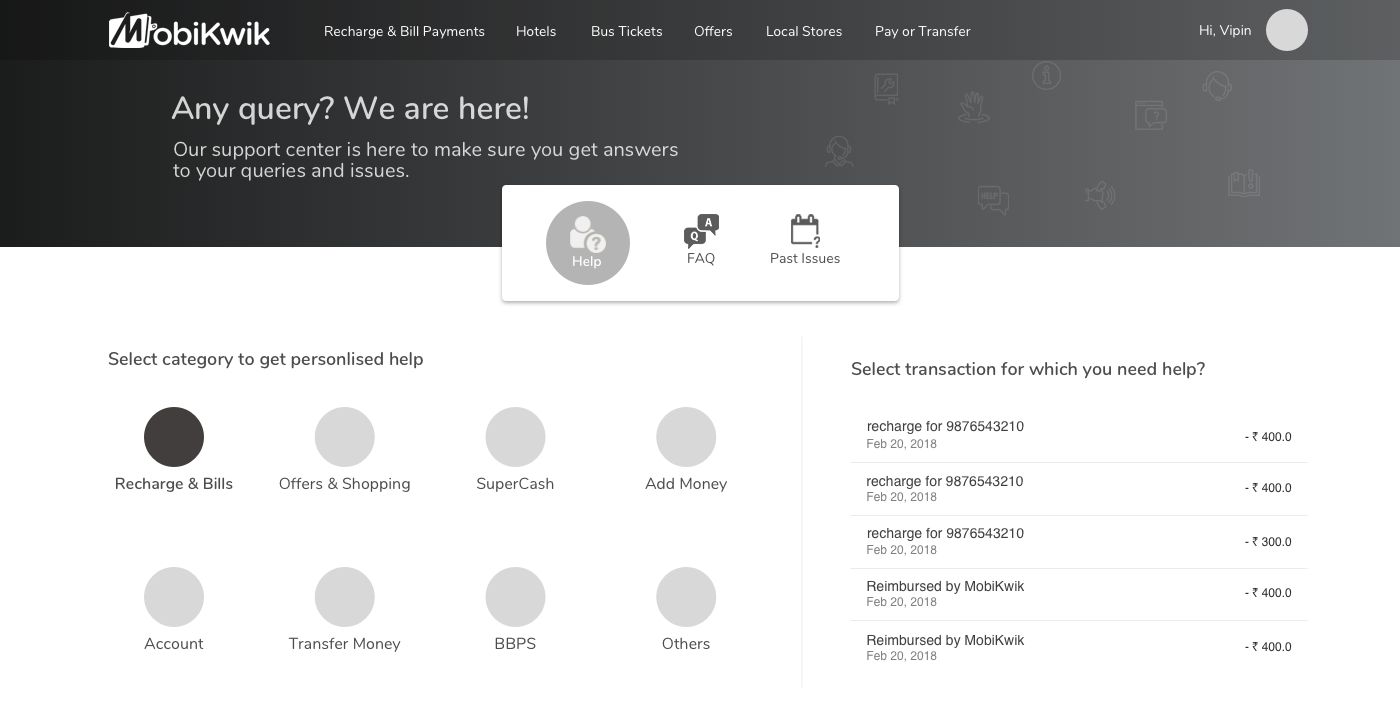 MobiKwik
Recharge & Bill Payments Hotels Bus Tickets Offers Local Stores Pay or Transfer Hi, Vipin
Any query? We are here!
Our support center is here to make sure you get answers
to your queries and issues.
HELP
Help
Q A
FAQ
Past Issues
Select category to get personlised help
Recharge & Bills Offers & Shopping SuperCash Add Money
Account Transfer Money BBPS Others
Select transaction for which you need help?
recharge for 9876543210
Feb 20, 2018
- ₹ 400.0
recharge for 9876543210
Feb 20, 2018
- ₹ 400.0
recharge for 9876543210
Feb 20, 2018
- ₹ 300.0
Reimbursed by MobiKwik
Feb 20, 2018
- ₹ 400.0
Reimbursed by MobiKwik
Feb 20, 2018
- ₹ 400.0